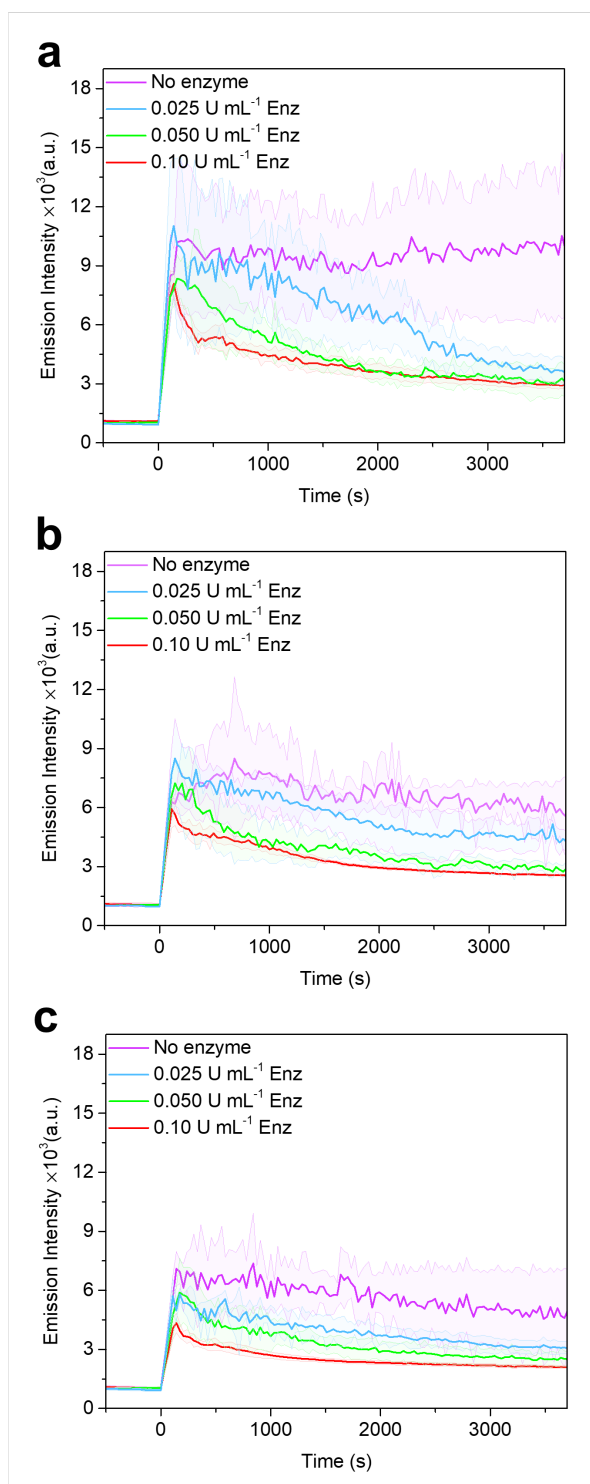 a
No enzyme
0.025 U mL⁻¹ Enz
0.050 U mL⁻¹ Enz
0.10 U mL⁻¹ Enz
18
15
12
9
6
3
0
Emission Intensity ×10³(a.u.)
0 1000 2000 3000
Time (s)
b
No enzyme
0.025 U mL⁻¹ Enz
0.050 U mL⁻¹ Enz
0.10 U mL⁻¹ Enz
18
15
12
9
6
3
0
Emission Intensity ×10³(a.u.)
0 1000 2000 3000
Time (s)
c
No enzyme
0.025 U mL⁻¹ Enz
0.050 U mL⁻¹ Enz
0.10 U mL⁻¹ Enz
18
15
12
9
6
3
0
Emission Intensity ×10³(a.u.)
0 1000 2000 3000
Time (s)